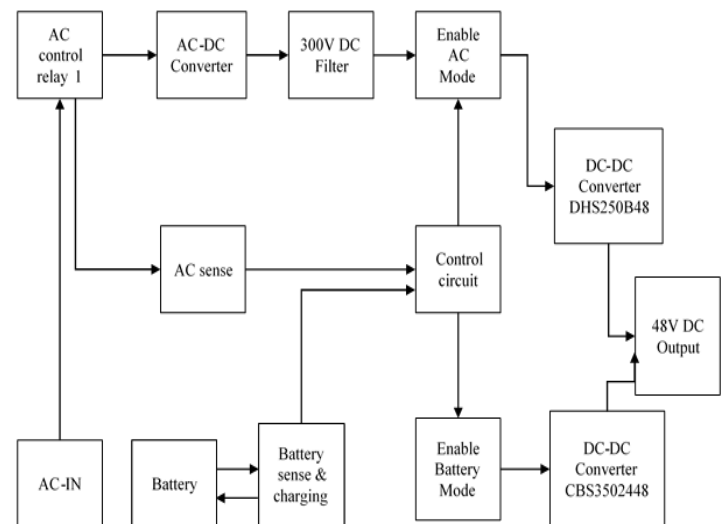 AC
control
relay 1
AC-DC
Converter
300V DC
Filter
Enable
AC
Mode
DC-DC
Converter
DHS250B48
AC sense
Control
circuit
48V DC
Output
AC-IN
Battery
Battery
sense &
charging
Enable
Battery
Mode
DC-DC
Converter
CBS3502448